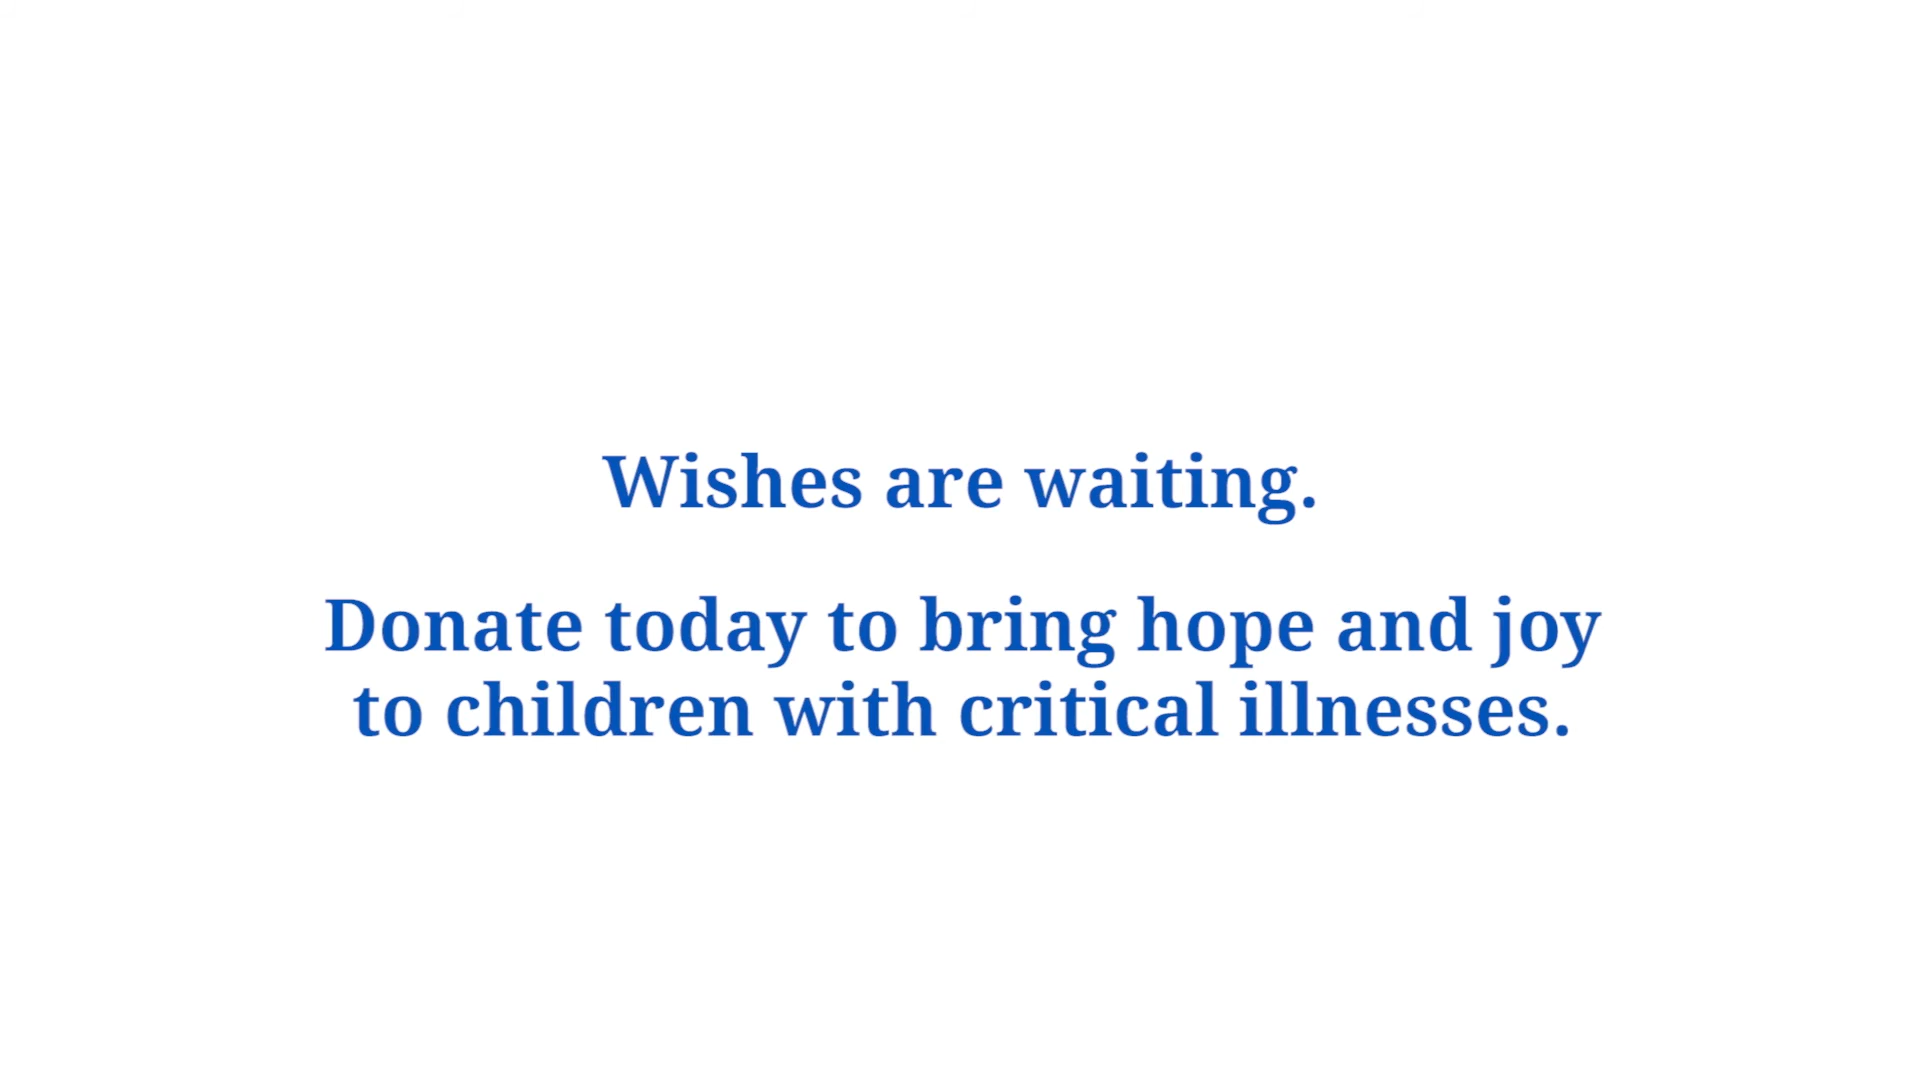 Wishes are waiting.
Donate today to bring hope and joy
to children with critical illnesses.